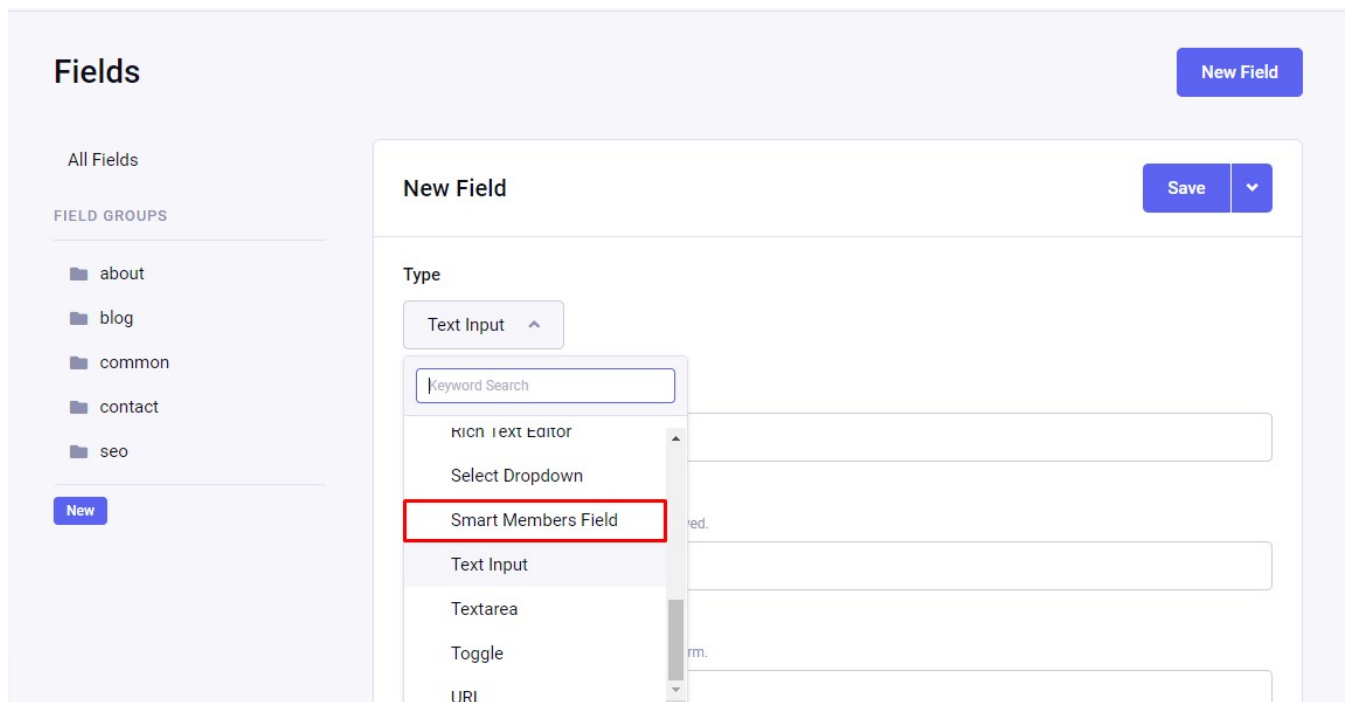 Fields
New Field
All Fields
FIELD GROUPS
about
blog
common
contact
seo
New
New Field
Save
Type
Text Input
Keyword Search
Rich Text Editor
Select Dropdown
Smart Members Field
Text Input
Textarea
Toggle
URL